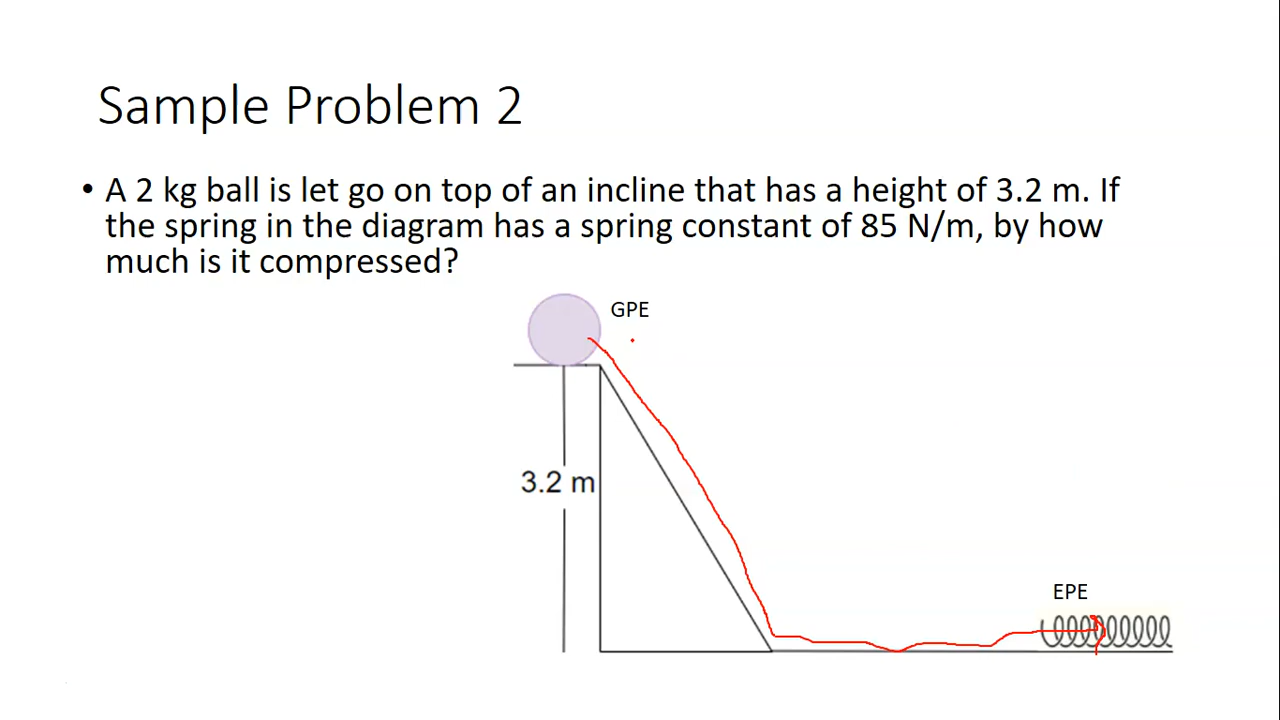 Sample Problem 2
• A 2 kg ball is let go on top of an incline that has a height of 3.2 m. If
the spring in the diagram has a spring constant of 85 N/m, by how
much is it compressed?
GPE
3.2 m
EPE